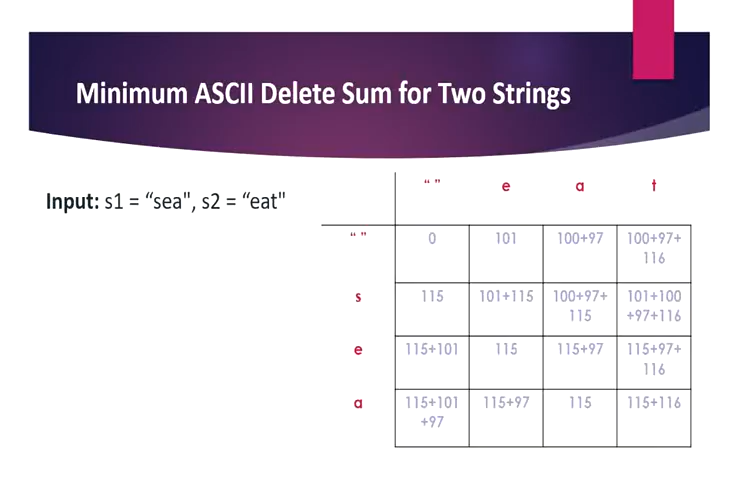 Minimum ASCII Delete Sum for Two Strings
Input: s1 = “sea", s2 = “eat"
“ ” e a t
“ ” 0 101 100+97 100+97+
116
s 115 101+115 100+97+ 101+100
115 +97+116
e 115+101 115 115+97 115+97+
116
a 115+101 115+97 115 115+116
+97